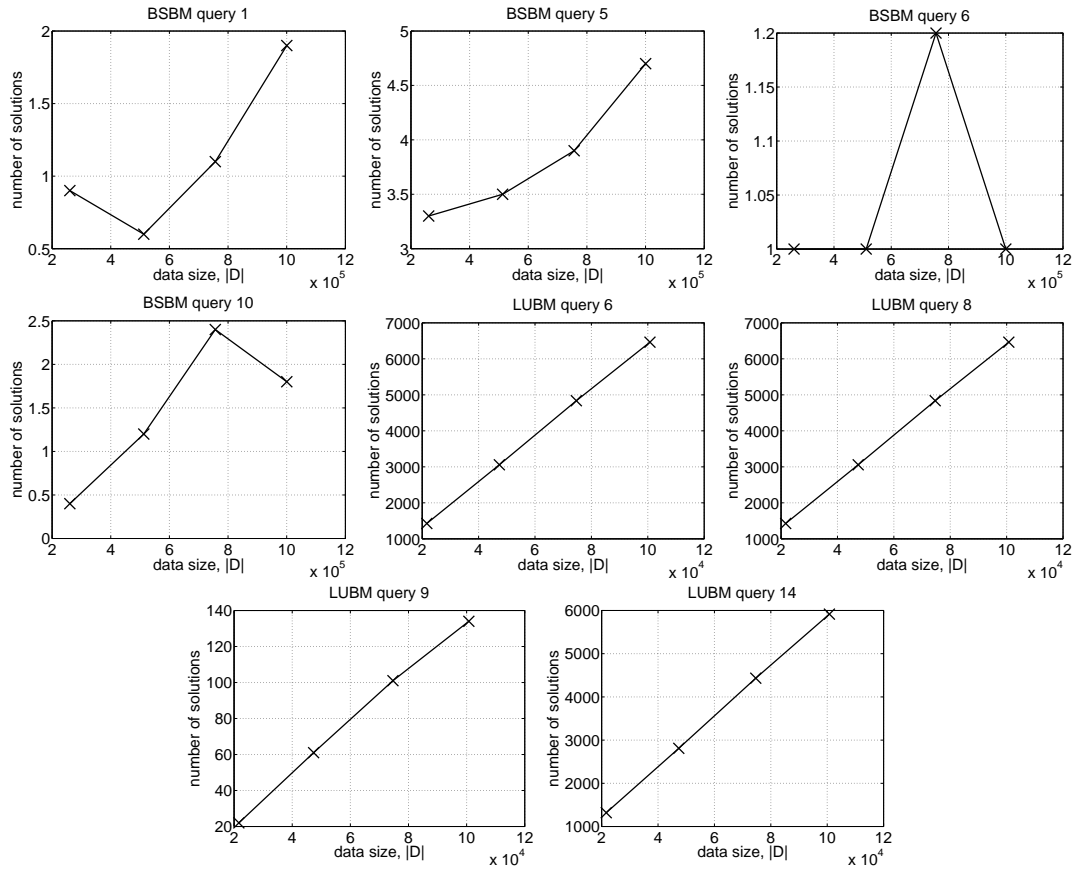 BSBM query 1
2
1.5
1
0.5
number of solutions
2 4 6 8 10 12
data size, |D|
x 10^5
BSBM query 5
5
4.5
4
3.5
3
number of solutions
2 4 6 8 10 12
data size, |D|
x 10^5
BSBM query 6
1.2
1.15
1.1
1.05
1
number of solutions
2 4 6 8 10 12
data size, |D|
x 10^5
BSBM query 10
2.5
2
1.5
1
0.5
0
number of solutions
2 4 6 8 10 12
data size, |D|
x 10^5
LUBM query 6
7000
6000
5000
4000
3000
2000
1000
number of solutions
2 4 6 8 10 12
data size, |D|
x 10^4
LUBM query 8
7000
6000
5000
4000
3000
2000
1000
number of solutions
2 4 6 8 10 12
data size, |D|
x 10^4
LUBM query 9
140
120
100
80
60
40
20
number of solutions
2 4 6 8 10 12
data size, |D|
x 10^4
LUBM query 14
6000
5000
4000
3000
2000
1000
number of solutions
2 4 6 8 10 12
data size, |D|
x 10^4